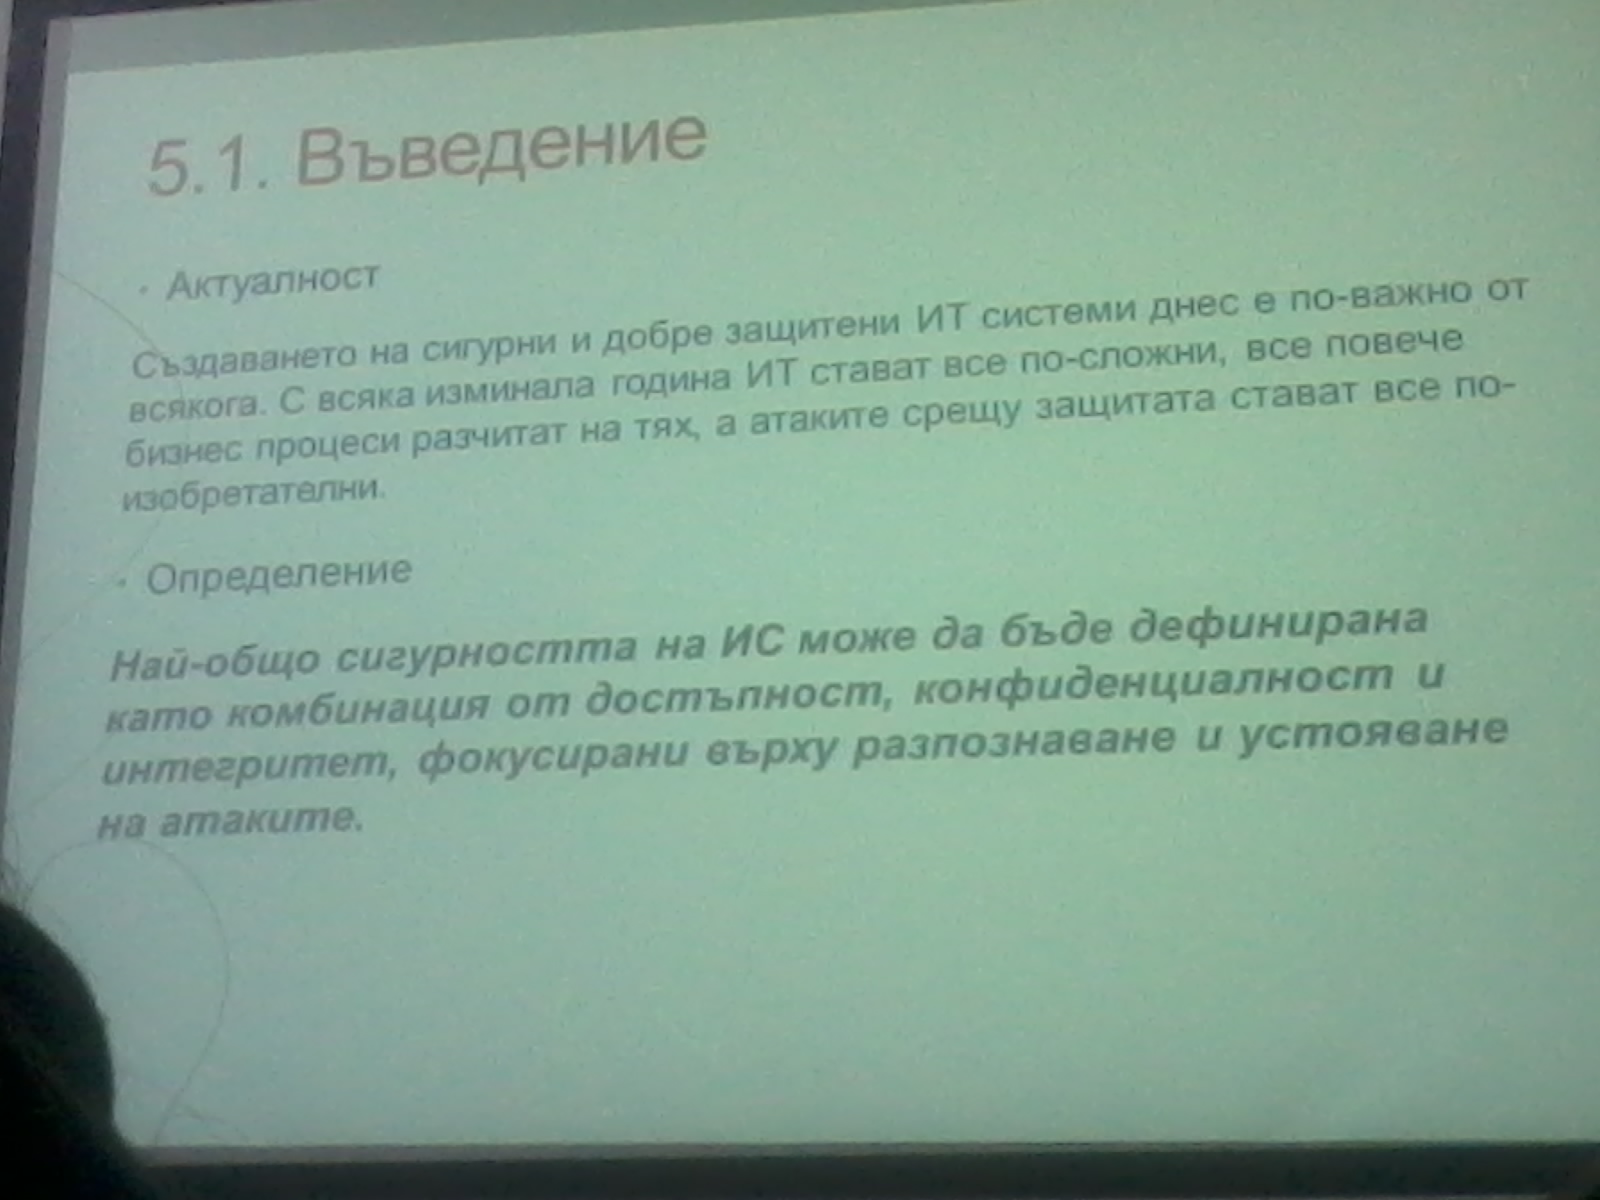 5.1. Въведение
· Актуалност
Създаването на сигурни и добре защитени ИТ системи днес е по-важно от
всякога. С всяка изминала година ИТ стават все по-сложни, все повече
бизнес процеси разчитат на тях, а атаките срещу защитата стават все по-
изобретателни.
· Определение
Най-общо сигурността на ИС може да бъде дефинирана
като комбинация от достъпност, конфиденциалност и
интегритет, фокусирани върху разпознаване и устояване
на атаките.